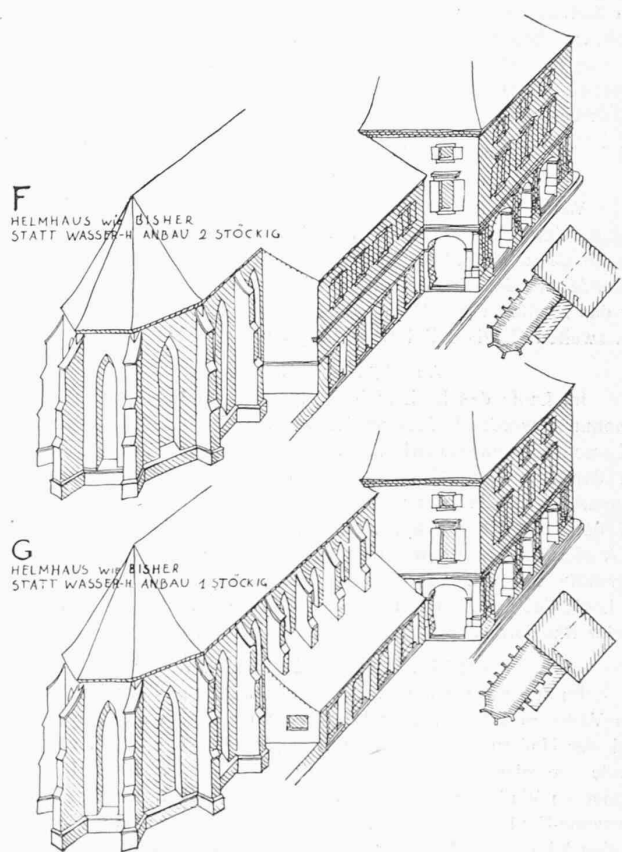 F
HELMHAUS WIE BISHER
STATT WASSER-H ANBAU 2 STÖCKIG
G
HELMHAUS WIE BISHER
STATT WASSER-H ANBAU 1 STÖCKIG